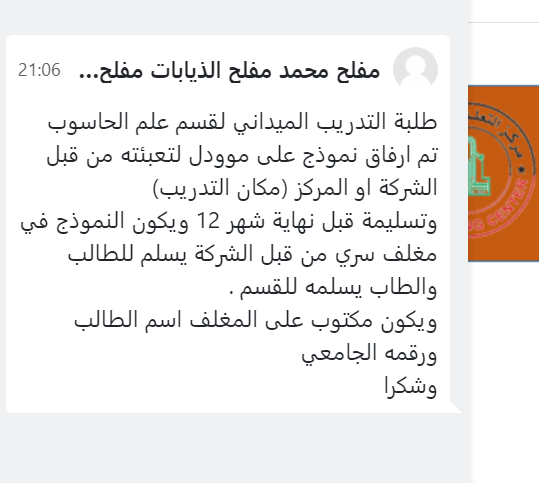 مفلح محمد مفلح الذيابات مفلح...
21:06
طلبة التدريب الميداني لقسم علم الحاسوب
تم ارفاق نموذج على موودل لتعبئته من قبل
الشركة او المركز (مكان التدريب)
وتسليمة قبل نهاية شهر 12 ويكون النموذج في
مغلف سري من قبل الشركة يسلم للطالب
والطاب يسلمه للقسم .
ويكون مكتوب على المغلف اسم الطالب
ورقمه الجامعي
وشكرا
مركز
CENTER